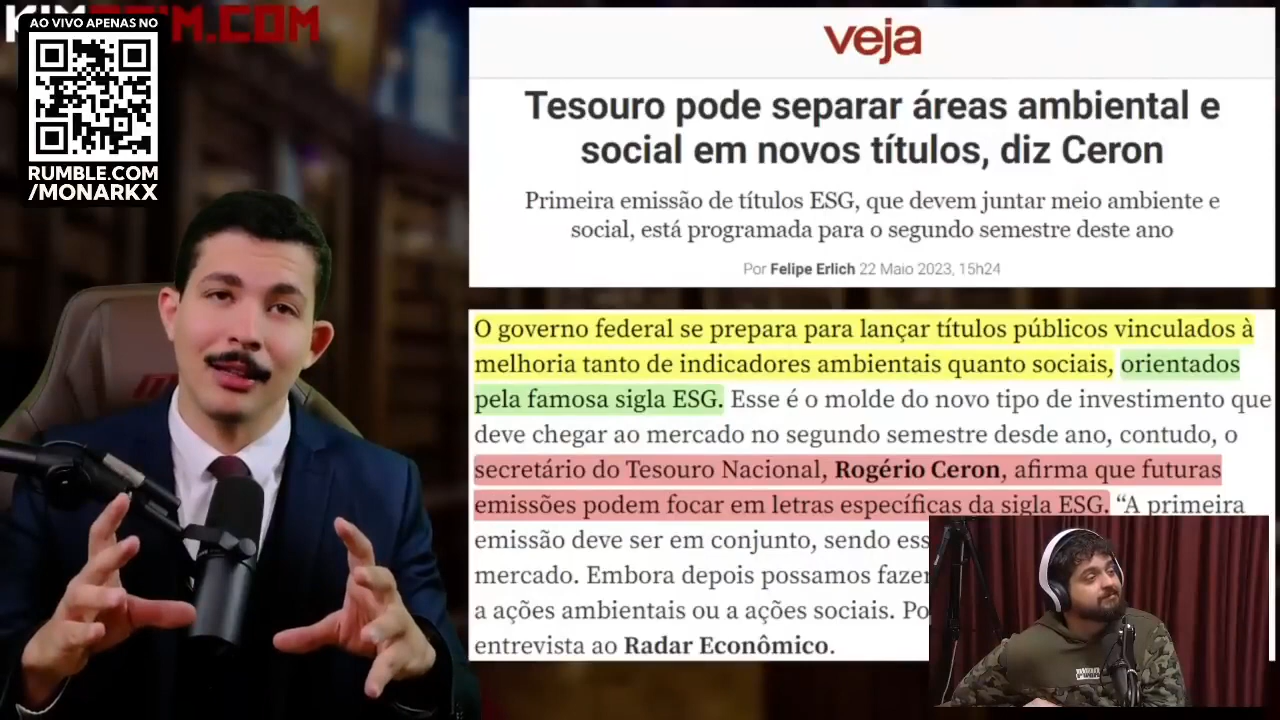 AO VIVO APENAS NO
RUMBLE.COM
/MONARKX
veja
Tesouro pode separar áreas ambiental e
social em novos títulos, diz Ceron
Primeira emissão de títulos ESG, que devem juntar meio ambiente e
social, está programada para o segundo semestre deste ano
Por Felipe Erlich 22 Maio 2023, 15h24
O governo federal se prepara para lançar títulos públicos vinculados à
melhoria tanto de indicadores ambientais quanto sociais, orientados
pela famosa sigla ESG. Esse é o molde do novo tipo de investimento que
deve chegar ao mercado no segundo semestre desde ano, contudo, o
secretário do Tesouro Nacional, Rogério Ceron, afirma que futuras
emissões podem focar em letras específicas da sigla ESG. “A primeira
emissão deve ser em conjunto, sendo ess
mercado. Embora depois possamos fazer
a ações ambientais ou a ações sociais. Po
entrevista ao Radar Econômico.